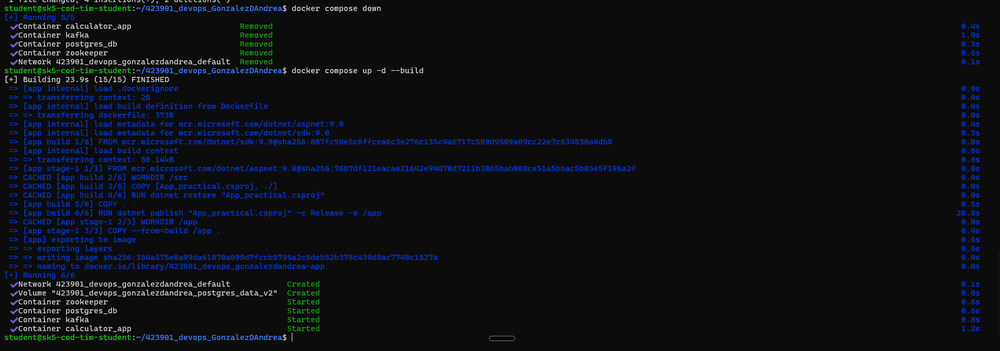 1 file changed, 4 insertions(+), 2 deletions(-)
student@sk5-cod-tim-student:~/423901_devops_GonzalezDAndrea$ docker compose down
[+] Running 5/5
✔Container calculator_app Removed 0.4s
✔Container kafka Removed 1.0s
✔Container postgres_db Removed 0.3s
✔Container zookeeper Removed 0.6s
✔Network 423901_devops_gonzalezdandrea_default Removed 0.1s
student@sk5-cod-tim-student:~/423901_devops_GonzalezDAndrea$ docker compose up -d --build
[+] Building 23.9s (15/15) FINISHED
=> [app internal] load .dockerignore 0.0s
=> => transferring context: 2B 0.0s
=> [app internal] load build definition from Dockerfile 0.0s
=> => transferring dockerfile: 373B 0.0s
=> [app internal] load metadata for mcr.microsoft.com/dotnet/aspnet:9.0 0.4s
=> [app internal] load metadata for mcr.microsoft.com/dotnet/sdk:9.0 0.3s
=> [app build 1/6] FROM mcr.microsoft.com/dotnet/sdk:9.0@sha256:087fc98e5c6ffcea6c3e276c135c4a6717c589d9509a09cc22e7c634830a4db8 0.0s
=> [app internal] load build context 0.0s
=> => transferring context: 50.14kB 0.0s
=> [app stage-1 1/3] FROM mcr.microsoft.com/dotnet/aspnet:9.0@sha256:76b7df121eacae21642e94d70d7211b3865bab808ce51a5bbac5b85e5f196a2f 0.0s
=> CACHED [app build 2/6] WORKDIR /src 0.0s
=> CACHED [app build 3/6] COPY [App_practical.csproj, ./] 0.0s
=> CACHED [app build 4/6] RUN dotnet restore "App_practical.csproj" 0.0s
=> [app build 5/6] COPY . . 0.5s
=> [app build 6/6] RUN dotnet publish "App_practical.csproj" -c Release -o /app 20.8s
=> CACHED [app stage-1 2/3] WORKDIR /app 0.0s
=> [app stage-1 3/3] COPY --from=build /app . 0.4s
=> [app] exporting to image 0.6s
=> => exporting layers 0.6s
=> => writing image sha256:354a575e8a99da61070a099d7fccb5795a2c8deb52b378c439d8ac7748c1527a 0.0s
=> => naming to docker.io/library/423901_devops_gonzalezdandrea-app 0.0s
[+] Running 6/6
✔Network 423901_devops_gonzalezdandrea_default Created 0.1s
✔Volume "423901_devops_gonzalezdandrea_postgres_data_v2" Created 0.0s
✔Container zookeeper Started 0.6s
✔Container postgres_db Started 0.6s
✔Container kafka Started 0.8s
✔Container calculator_app Started 1.2s
student@sk5-cod-tim-student:~/423901_devops_GonzalezDAndrea$